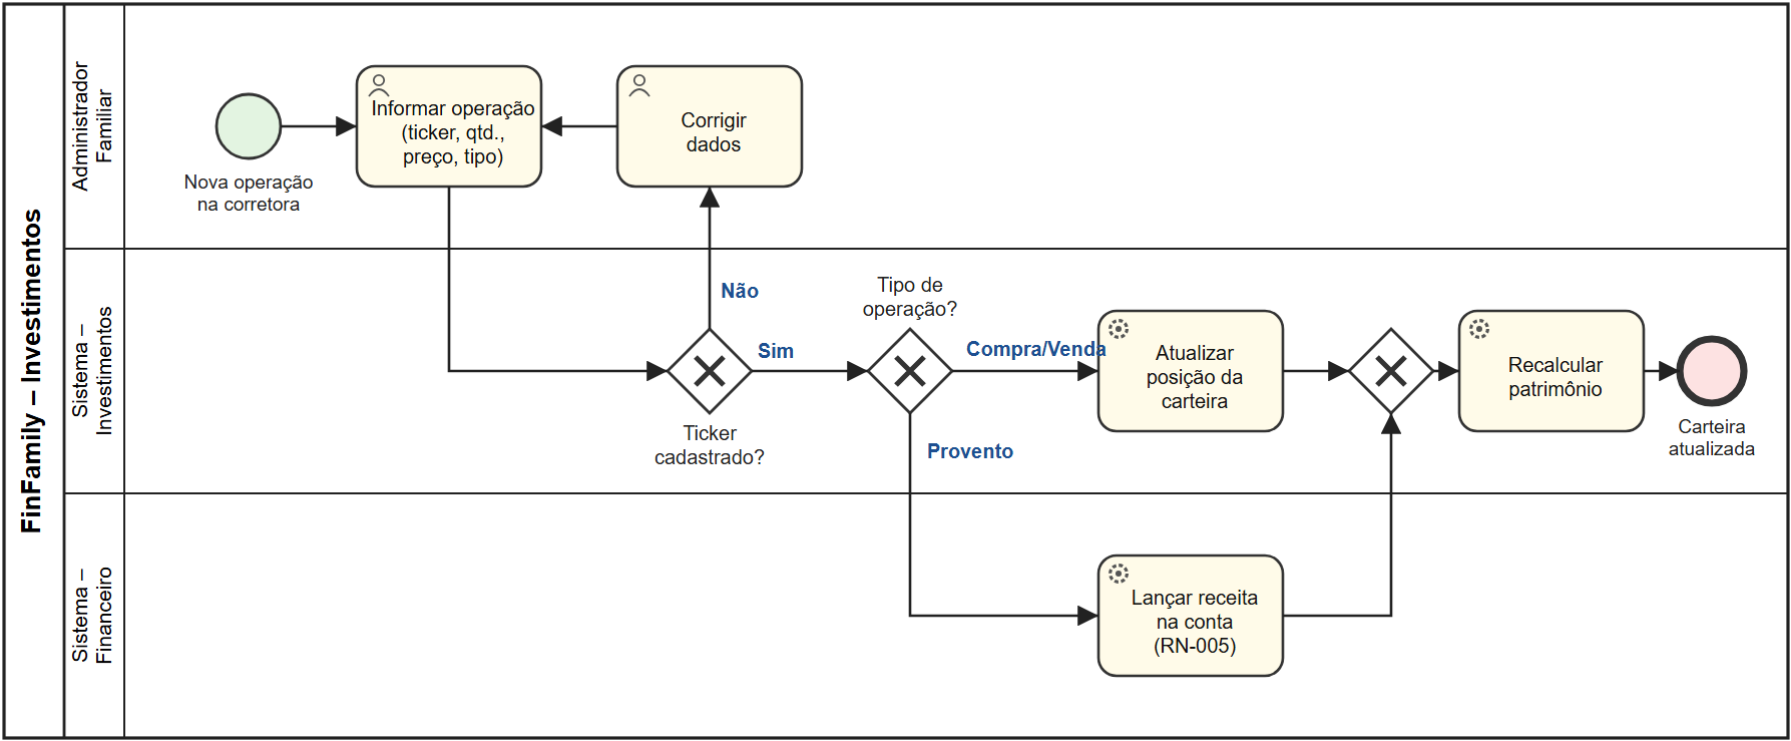 FinFamily – Investimentos
Administrador
Familiar
Nova operação
na corretora
Informar operação
(ticker, qtd.,
preço, tipo)
Corrigir
dados
Sistema –
Investimentos
Não
Ticker
cadastrado?
Sim
Tipo de
operação?
Compra/Venda
Provento
Atualizar
posição da
carteira
Recalcular
patrimônio
Carteira
atualizada
Sistema –
Financeiro
Lançar receita
na conta
(RN-005)